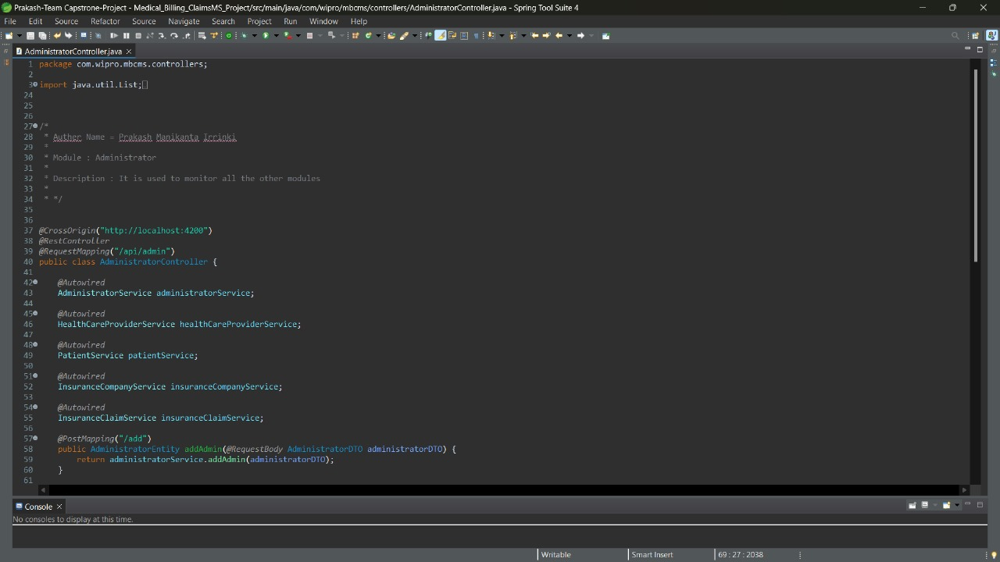 Prakash-Team Capstone-Project - Medical_Billing_ClaimsMS_Project/src/main/java/com/wipro/mbcms/controllers/AdministratorController.java - Spring Tool Suite 4
File Edit Source Refactor Source Navigate Search Project Run Window Help
AdministratorController.java
1 package com.wipro.mbcms.controllers;
2
3 import java.util.List;
24
25
26
27 /*
28 * Auther Name = Prakash Manikanta Irrinki
29 *
30 * Module : Administrator
31 *
32 * Description : It is used to monitor all the other modules
33 *
34 * */
35
36
37 @CrossOrigin("http://localhost:4200")
38 @RestController
39 @RequestMapping("/api/admin")
40 public class AdministratorController {
41
42 @Autowired
43 AdministratorService administratorService;
44
45 @Autowired
46 HealthCareProviderService healthCareProviderService;
47
48 @Autowired
49 PatientService patientService;
50
51 @Autowired
52 InsuranceCompanyService insuranceCompanyService;
53
54 @Autowired
55 InsuranceClaimService insuranceClaimService;
56
57 @PostMapping("/add")
58 public AdministratorEntity addAdmin(@RequestBody AdministratorDTO administratorDTO) {
59 return administratorService.addAdmin(administratorDTO);
60 }
61
Console
No consoles to display at this time.
Writable Smart Insert 69 : 27 : 2038